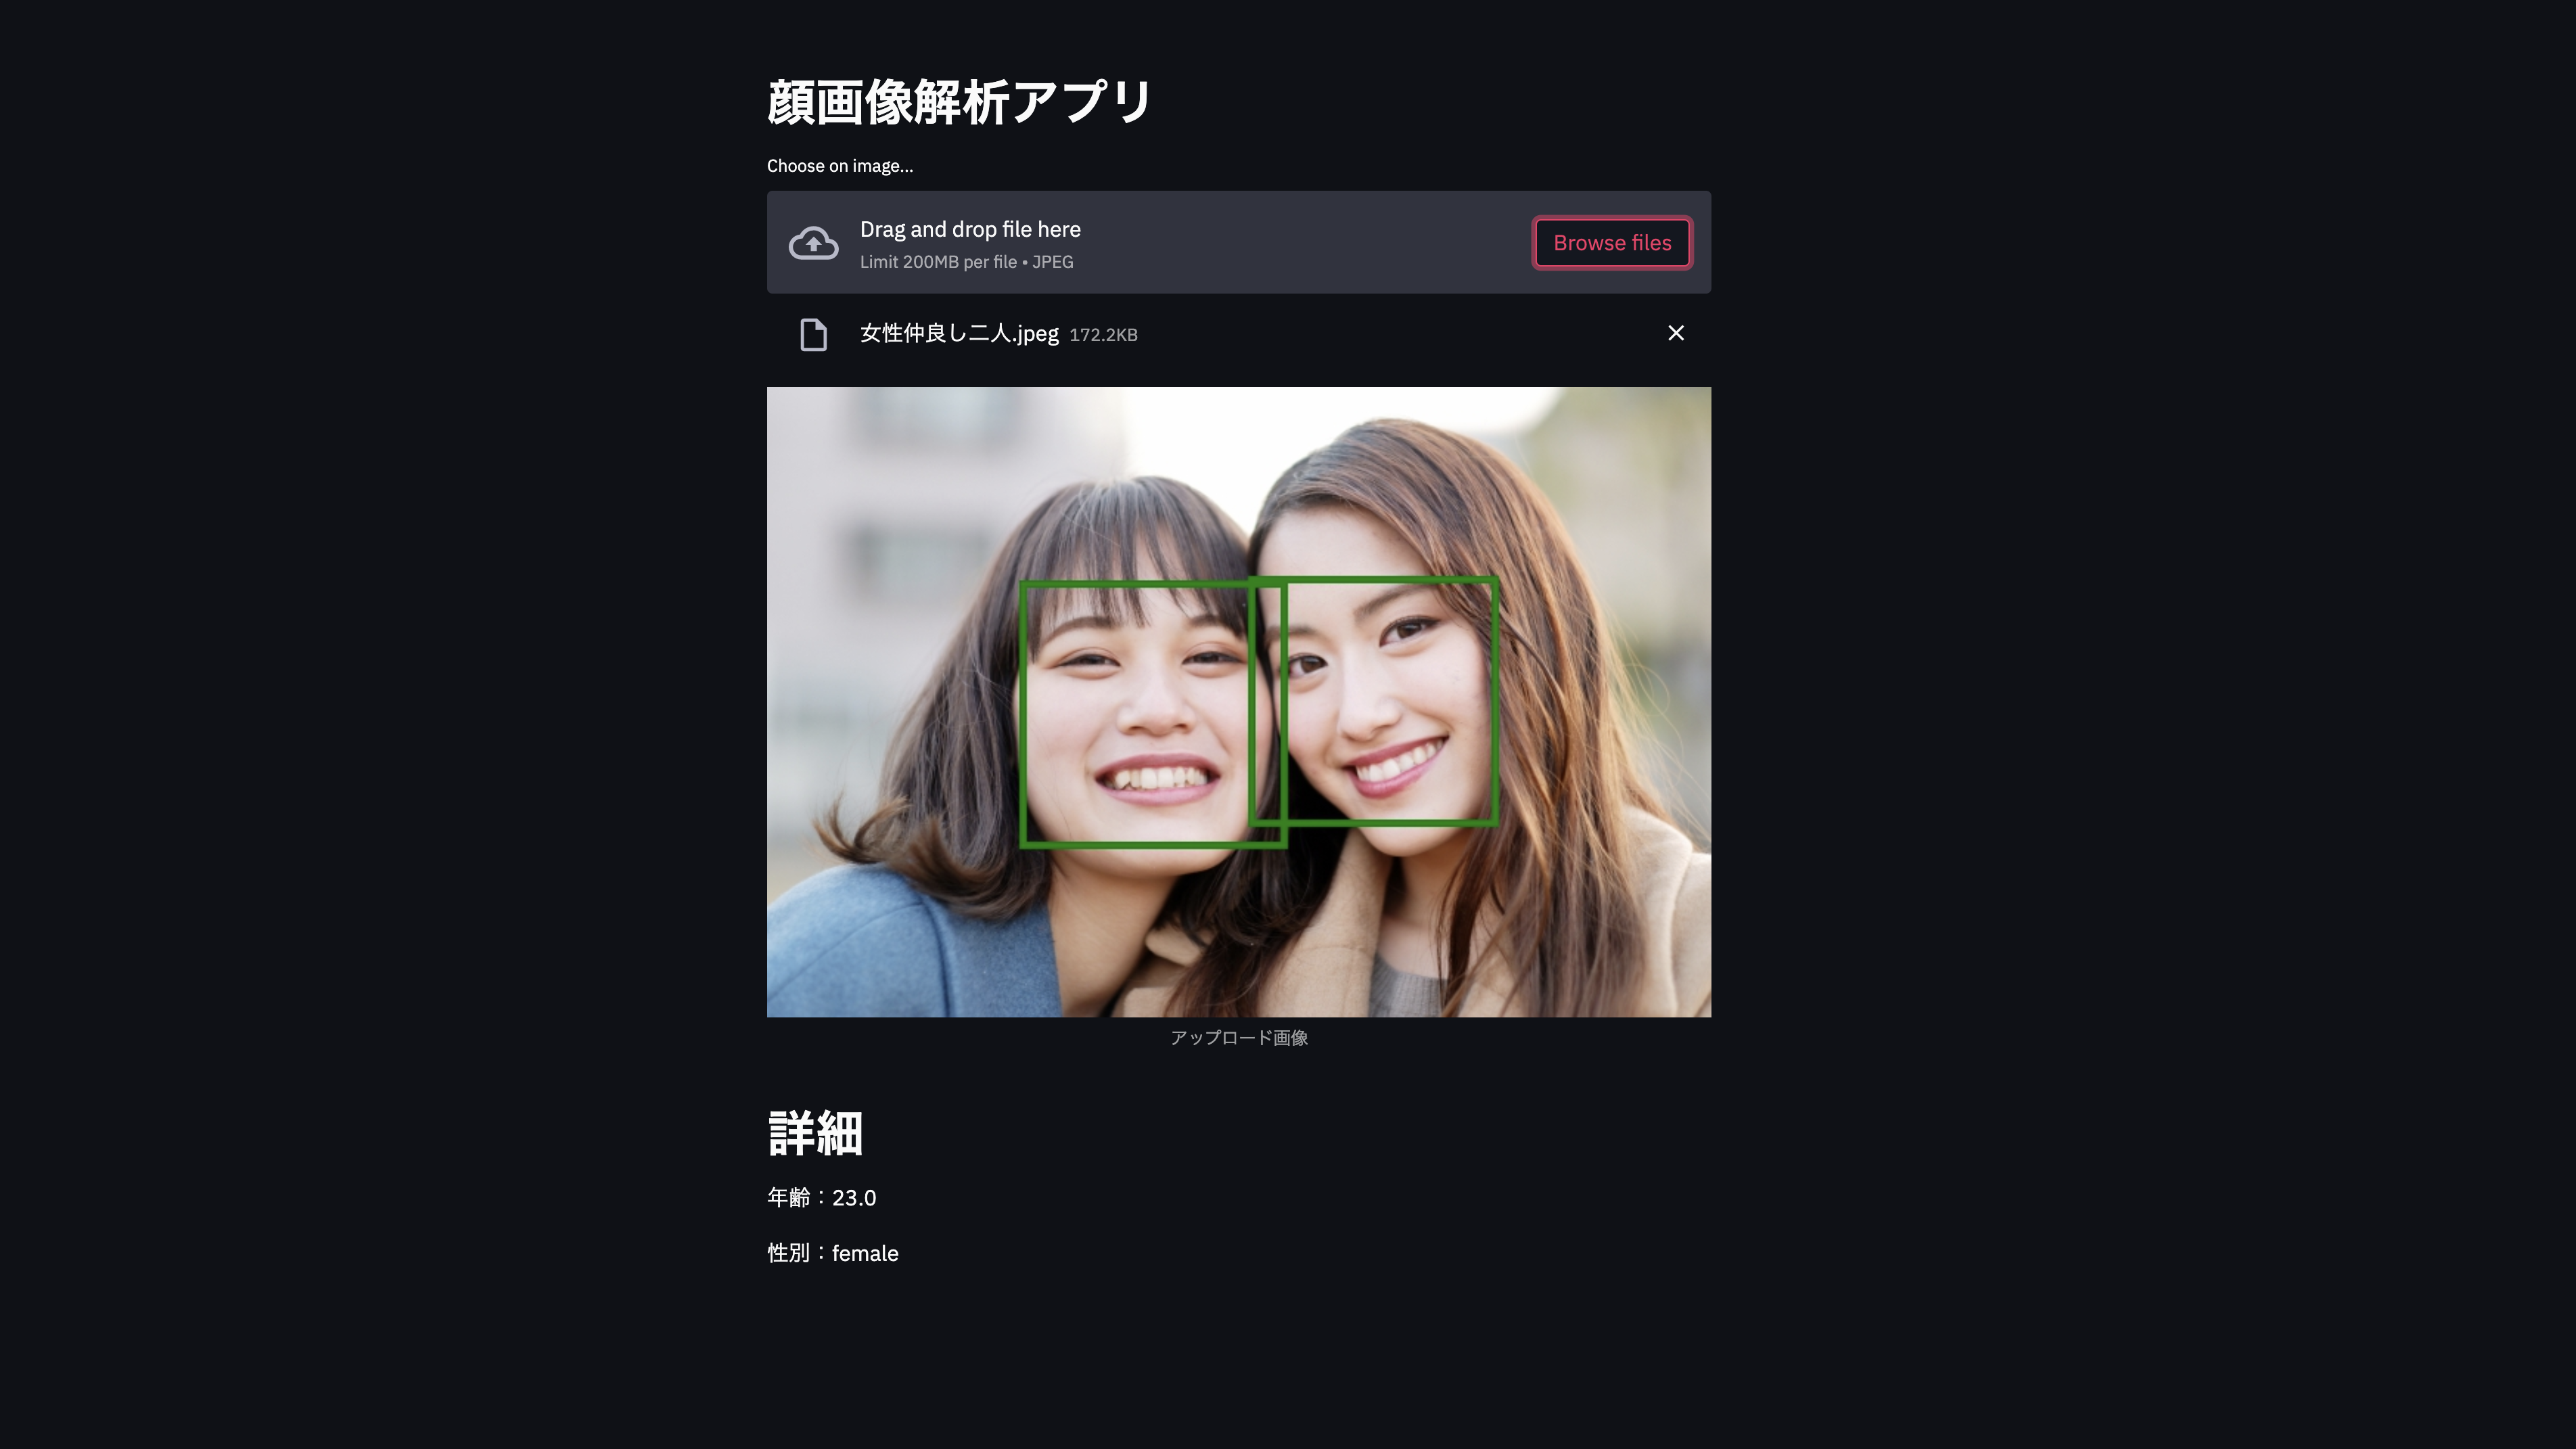 顔画像解析アプリ
Choose on image...
Drag and drop file here
Limit 200MB per file • JPEG
Browse files
女性仲良し二人.jpeg 172.2KB
アップロード画像
詳細
年齢：23.0
性別：female